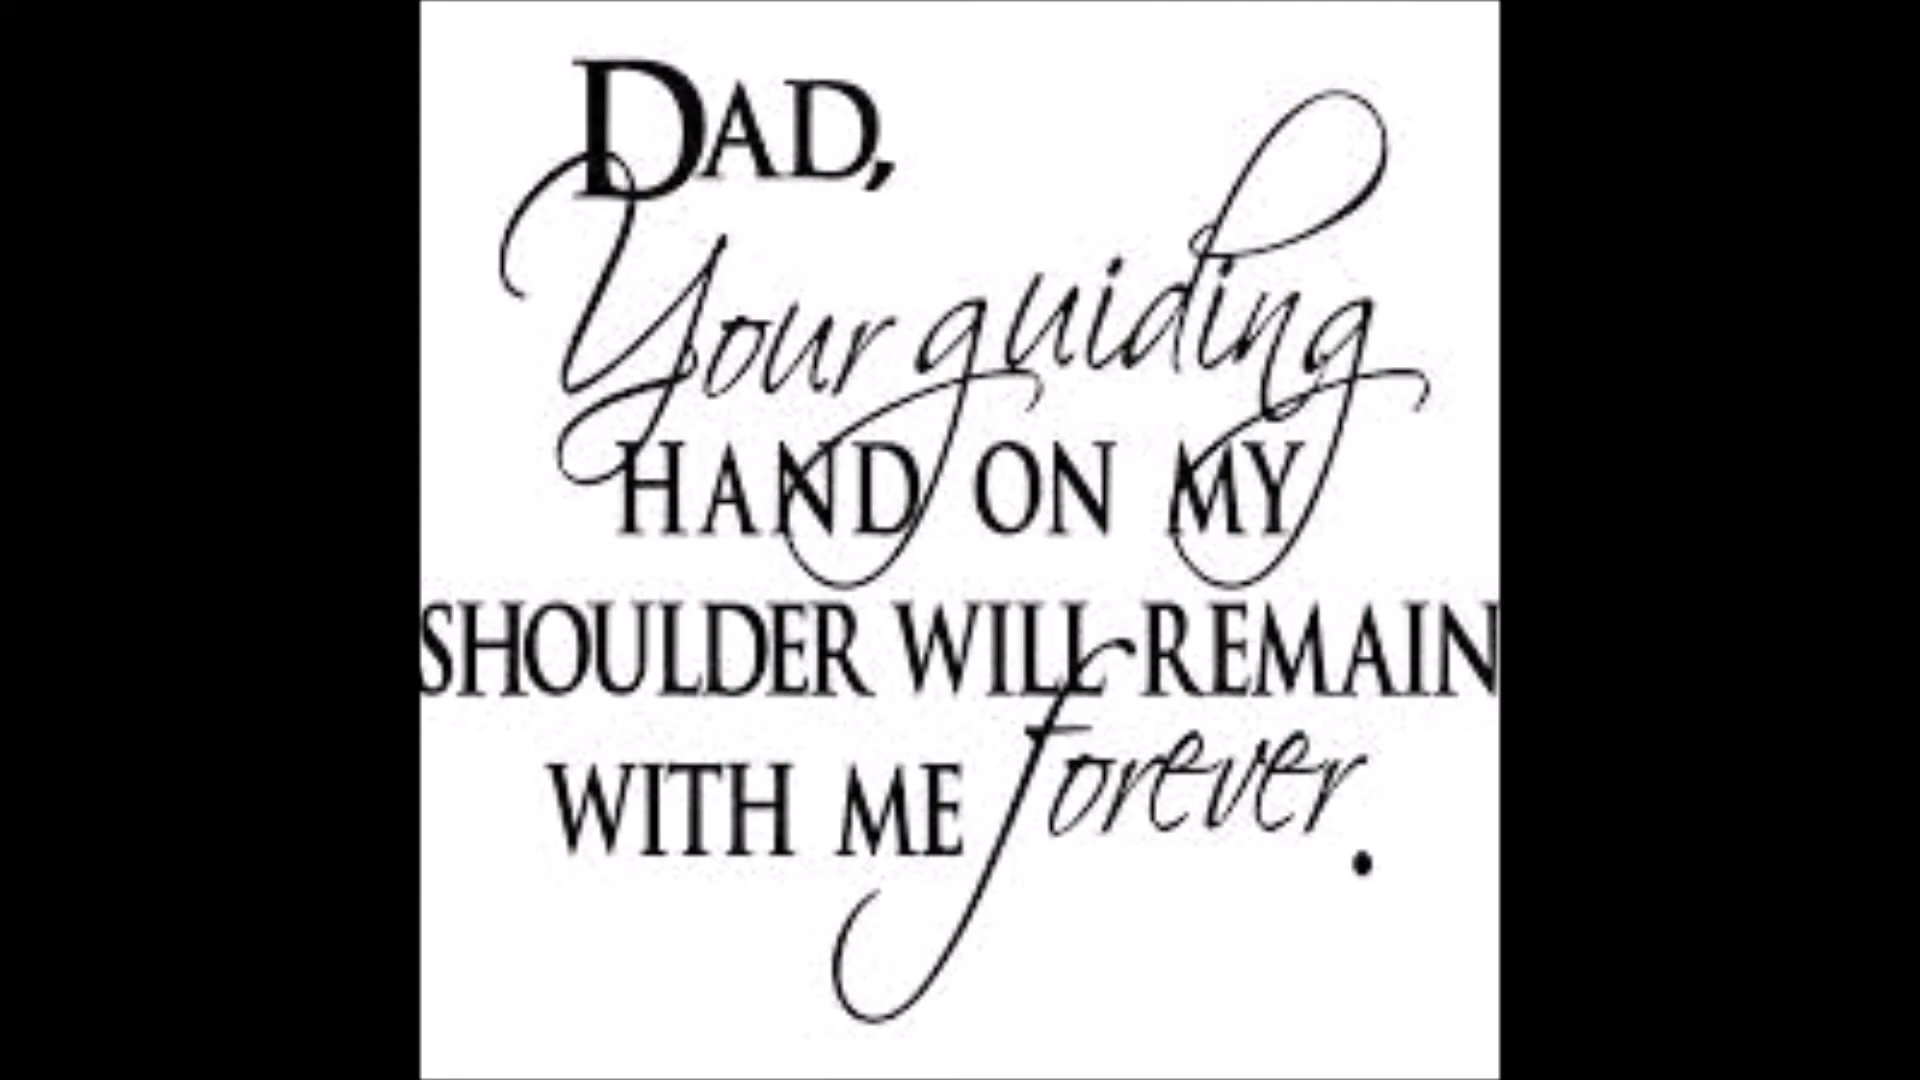 DAD,
Your guiding
HAND ON MY
SHOULDER WILL REMAIN
WITH ME forever.